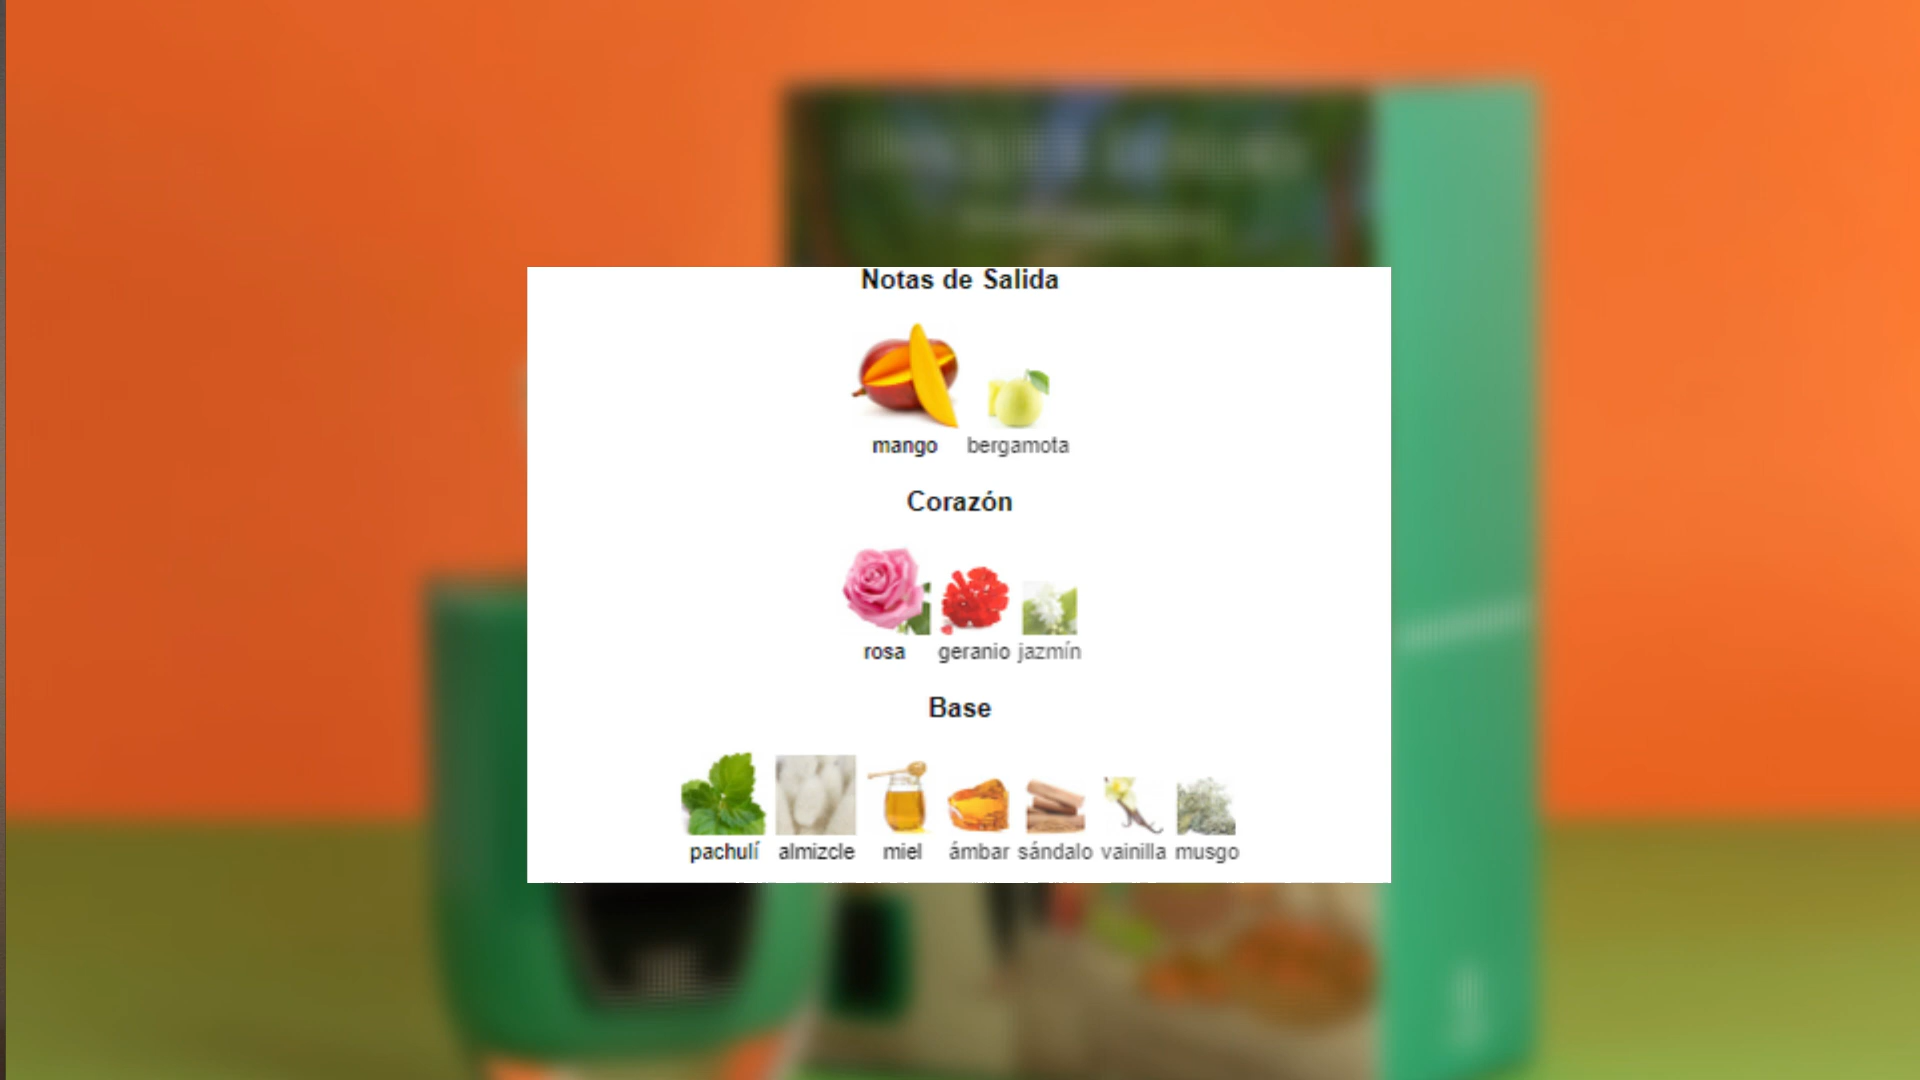 Notas de Salida
mango bergamota
Corazón
rosa geranio jazmín
Base
pachulí almizcle miel ámbar sándalo vainilla musgo